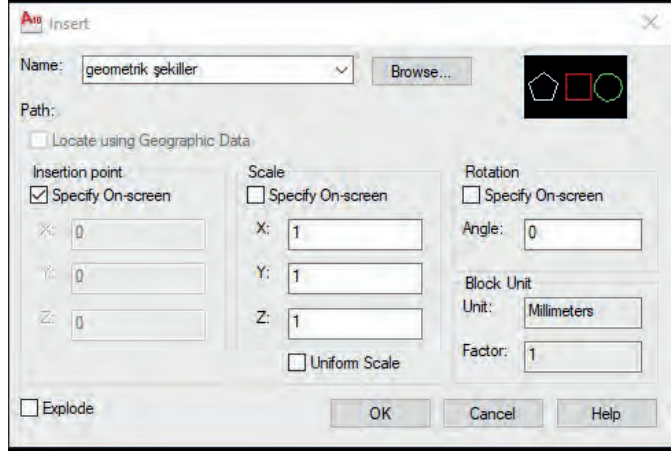 A10 Insert
Name: geometrik şekiller Browse...
Path:
Locate using Geographic Data
Insertion point
Specify On-screen
X: 0
Y: 0
Z: 0
Scale
Specify On-screen
X: 1
Y: 1
Z: 1
Uniform Scale
Rotation
Specify On-screen
Angle: 0
Block Unit
Unit: Millimeters
Factor: 1
Explode
OK Cancel Help